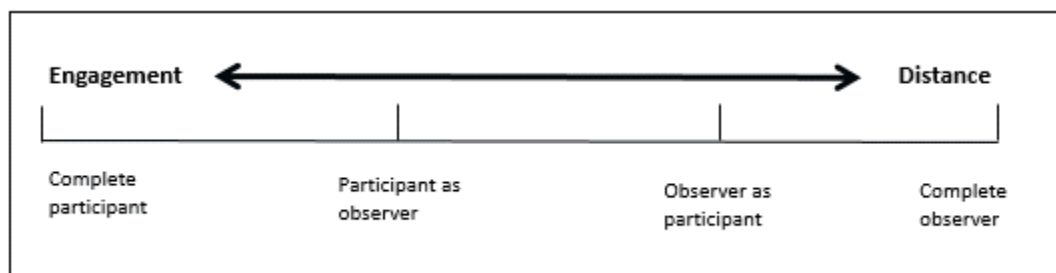 Engagement
Distance
Complete
participant
Participant as
observer
Observer as
participant
Complete
observer